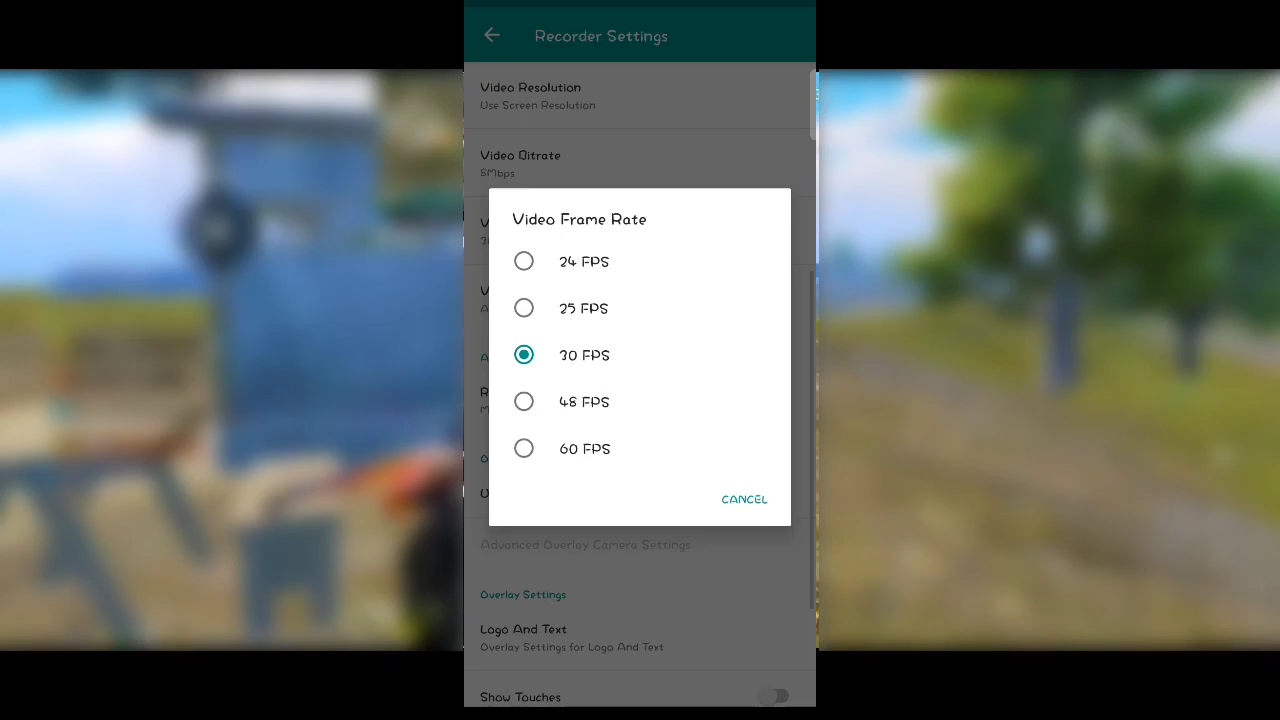 Recorder Settings
Video Resolution
Use Screen Resolution
Video Bitrate
8Mbps
Video Frame Rate
24 FPS
25 FPS
30 FPS
48 FPS
60 FPS
CANCEL
Advanced Overlay Camera Settings
Overlay Settings
Logo And Text
Overlay Settings for Logo And Text
Show Touches